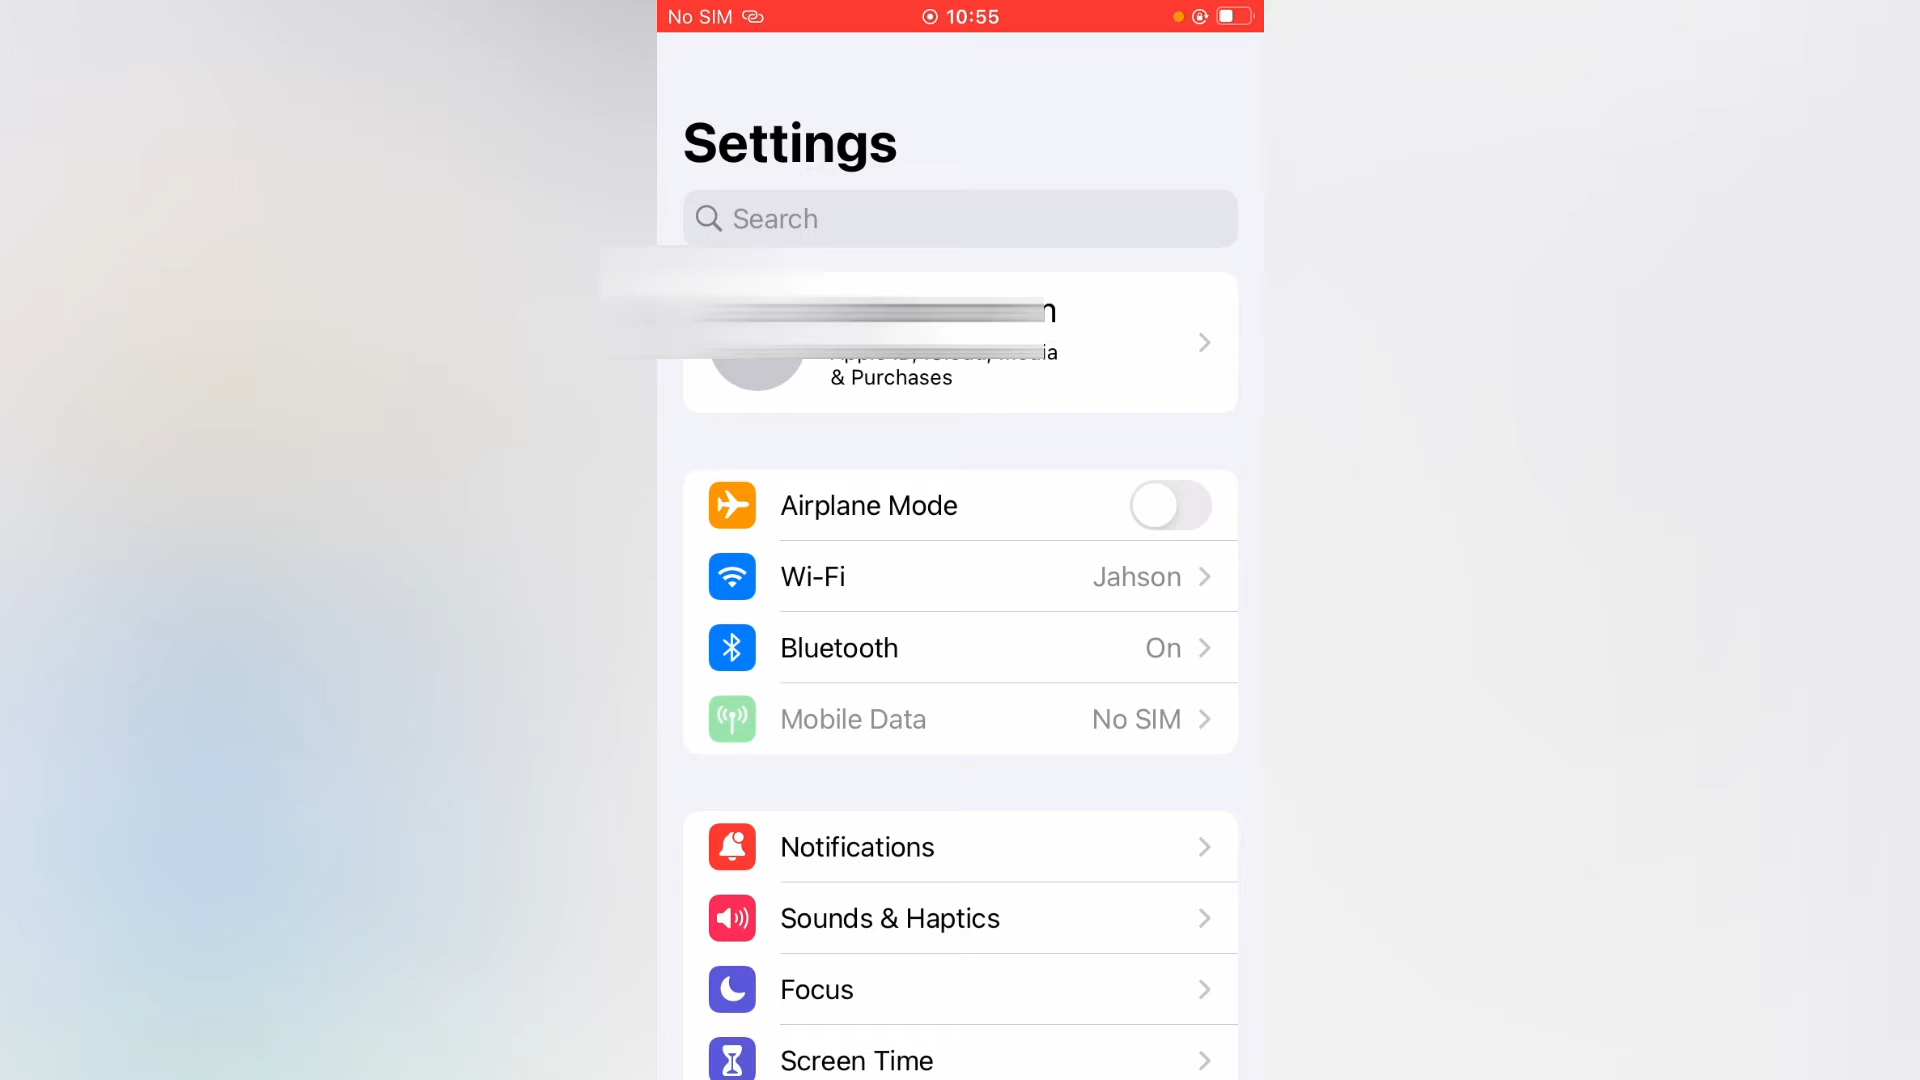 No SIM 10:55
Settings
Search
& Purchases
Airplane Mode
Wi-Fi Jahson
Bluetooth On
Mobile Data No SIM
Notifications
Sounds & Haptics
Focus
Screen Time